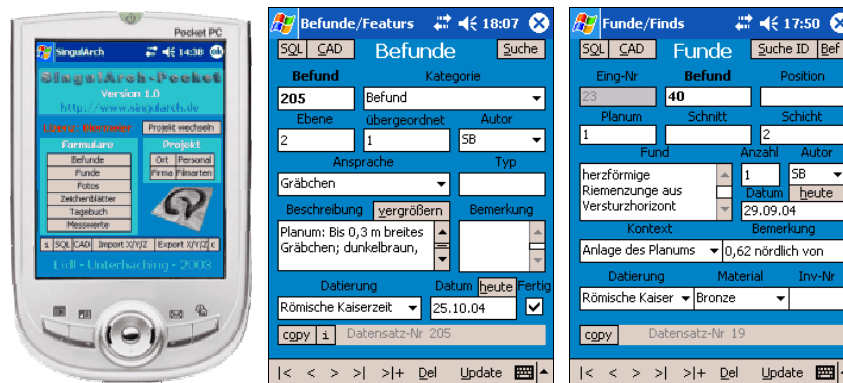 Pocket PC
SingulArch 14:38 ok
SingulArch-Pocket
Version 1.0
http://www.singularch.de
Projekt wechseln
Formulare Projekt
Befunde Ort Personal
Funde Firma Filmarten
Fotos
Zeichenblätter
Tagebuch
Messwerte
SQL CAD Import X/Y/Z Export X/Y/Z
Lidl - Unterhaching - 2003
Befunde/Featurs 18:07
SQL CAD Befunde Suche
Befund Kategorie
205 Befund
Ebene übergeordnet Autor
2 1 SB
Ansprache Typ
Gräbchen
Beschreibung vergrößern Bemerkung
Planum: Bis 0,3 m breites
Gräbchen; dunkelbraun,
Datierung Datum heute Fertig
Römische Kaiserzeit 25.10.04
copy i Datensatz-Nr 205
|< < > >| >|+ Del Update
Funde/Finds 17:50
SQL CAD Funde Suche ID Bef
Eing-Nr Befund Position
23 40
Planum Schnitt Schicht
1 2
Fund Anzahl Autor
herzförmige 1 SB
Riemenzunge aus Datum heute
Versturzhorizont 29.09.04
Kontext Bemerkung
Anlage des Planums 0,62 nördlich von
Datierung Material Inv-Nr
Römische Kaiser Bronze
copy Datensatz-Nr 19
|< < > >| >|+ Del Update